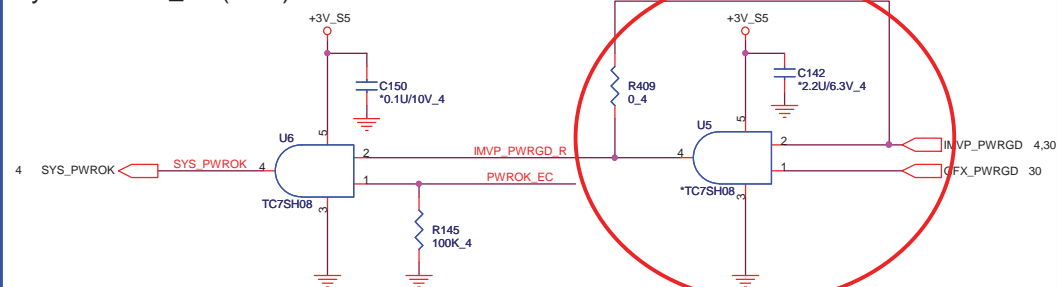 +3V_S5
+3V_S5
C150
*0.1U/10V_4
R409
0_4
C142
*2.2U/6.3V_4
U6
5
U5
5
2
IMVP_PWRGD_R
4
2
IMVP_PWRGD 4,30
4 SYS_PWROK
SYS_PWROK
4
1
PWROK_EC
1
GFX_PWRGD 30
TC7SH08
3
*TC7SH08
3
R145
100K_4